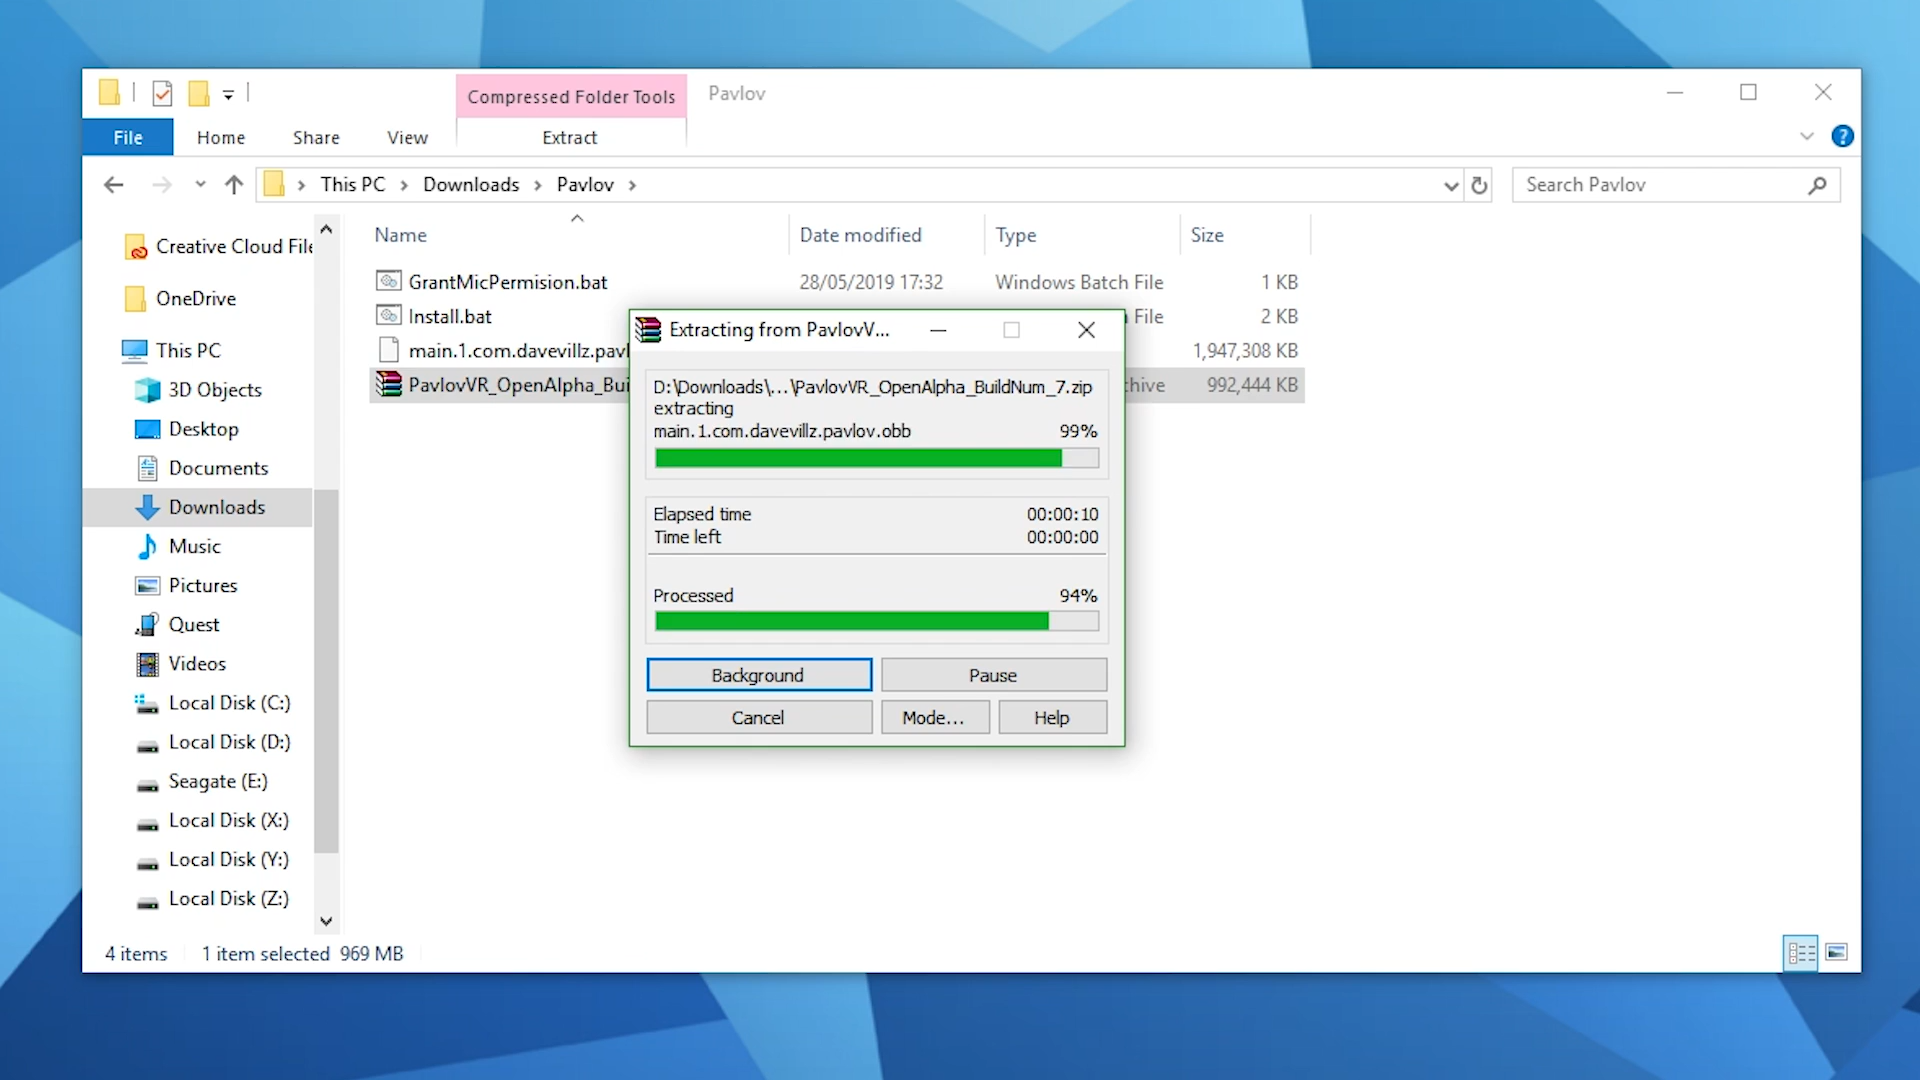 Compressed Folder Tools
Pavlov
File
Home
Share
View
Extract
?
This PC
Downloads
Pavlov
Search Pavlov
Creative Cloud File
OneDrive
This PC
3D Objects
Desktop
Documents
Downloads
Music
Pictures
Quest
Videos
Local Disk (C:)
Local Disk (D:)
Seagate (E:)
Local Disk (X:)
Local Disk (Y:)
Local Disk (Z:)
Name Date modified Type Size
GrantMicPermision.bat 28/05/2019 17:32 Windows Batch File 1 KB
Install.bat File 2 KB
main.1.com.davevillz.pavl 1,947,308 KB
PavlovVR_OpenAlpha_Bui chive 992,444 KB
Extracting from PavlovV...
D:\Downloads\...\PavlovVR_OpenAlpha_BuildNum_7.zip
extracting
main.1.com.davevillz.pavlov.obb 99%
Elapsed time 00:00:10
Time left 00:00:00
Processed 94%
Background
Pause
Cancel
Mode...
Help
4 items 1 item selected 969 MB